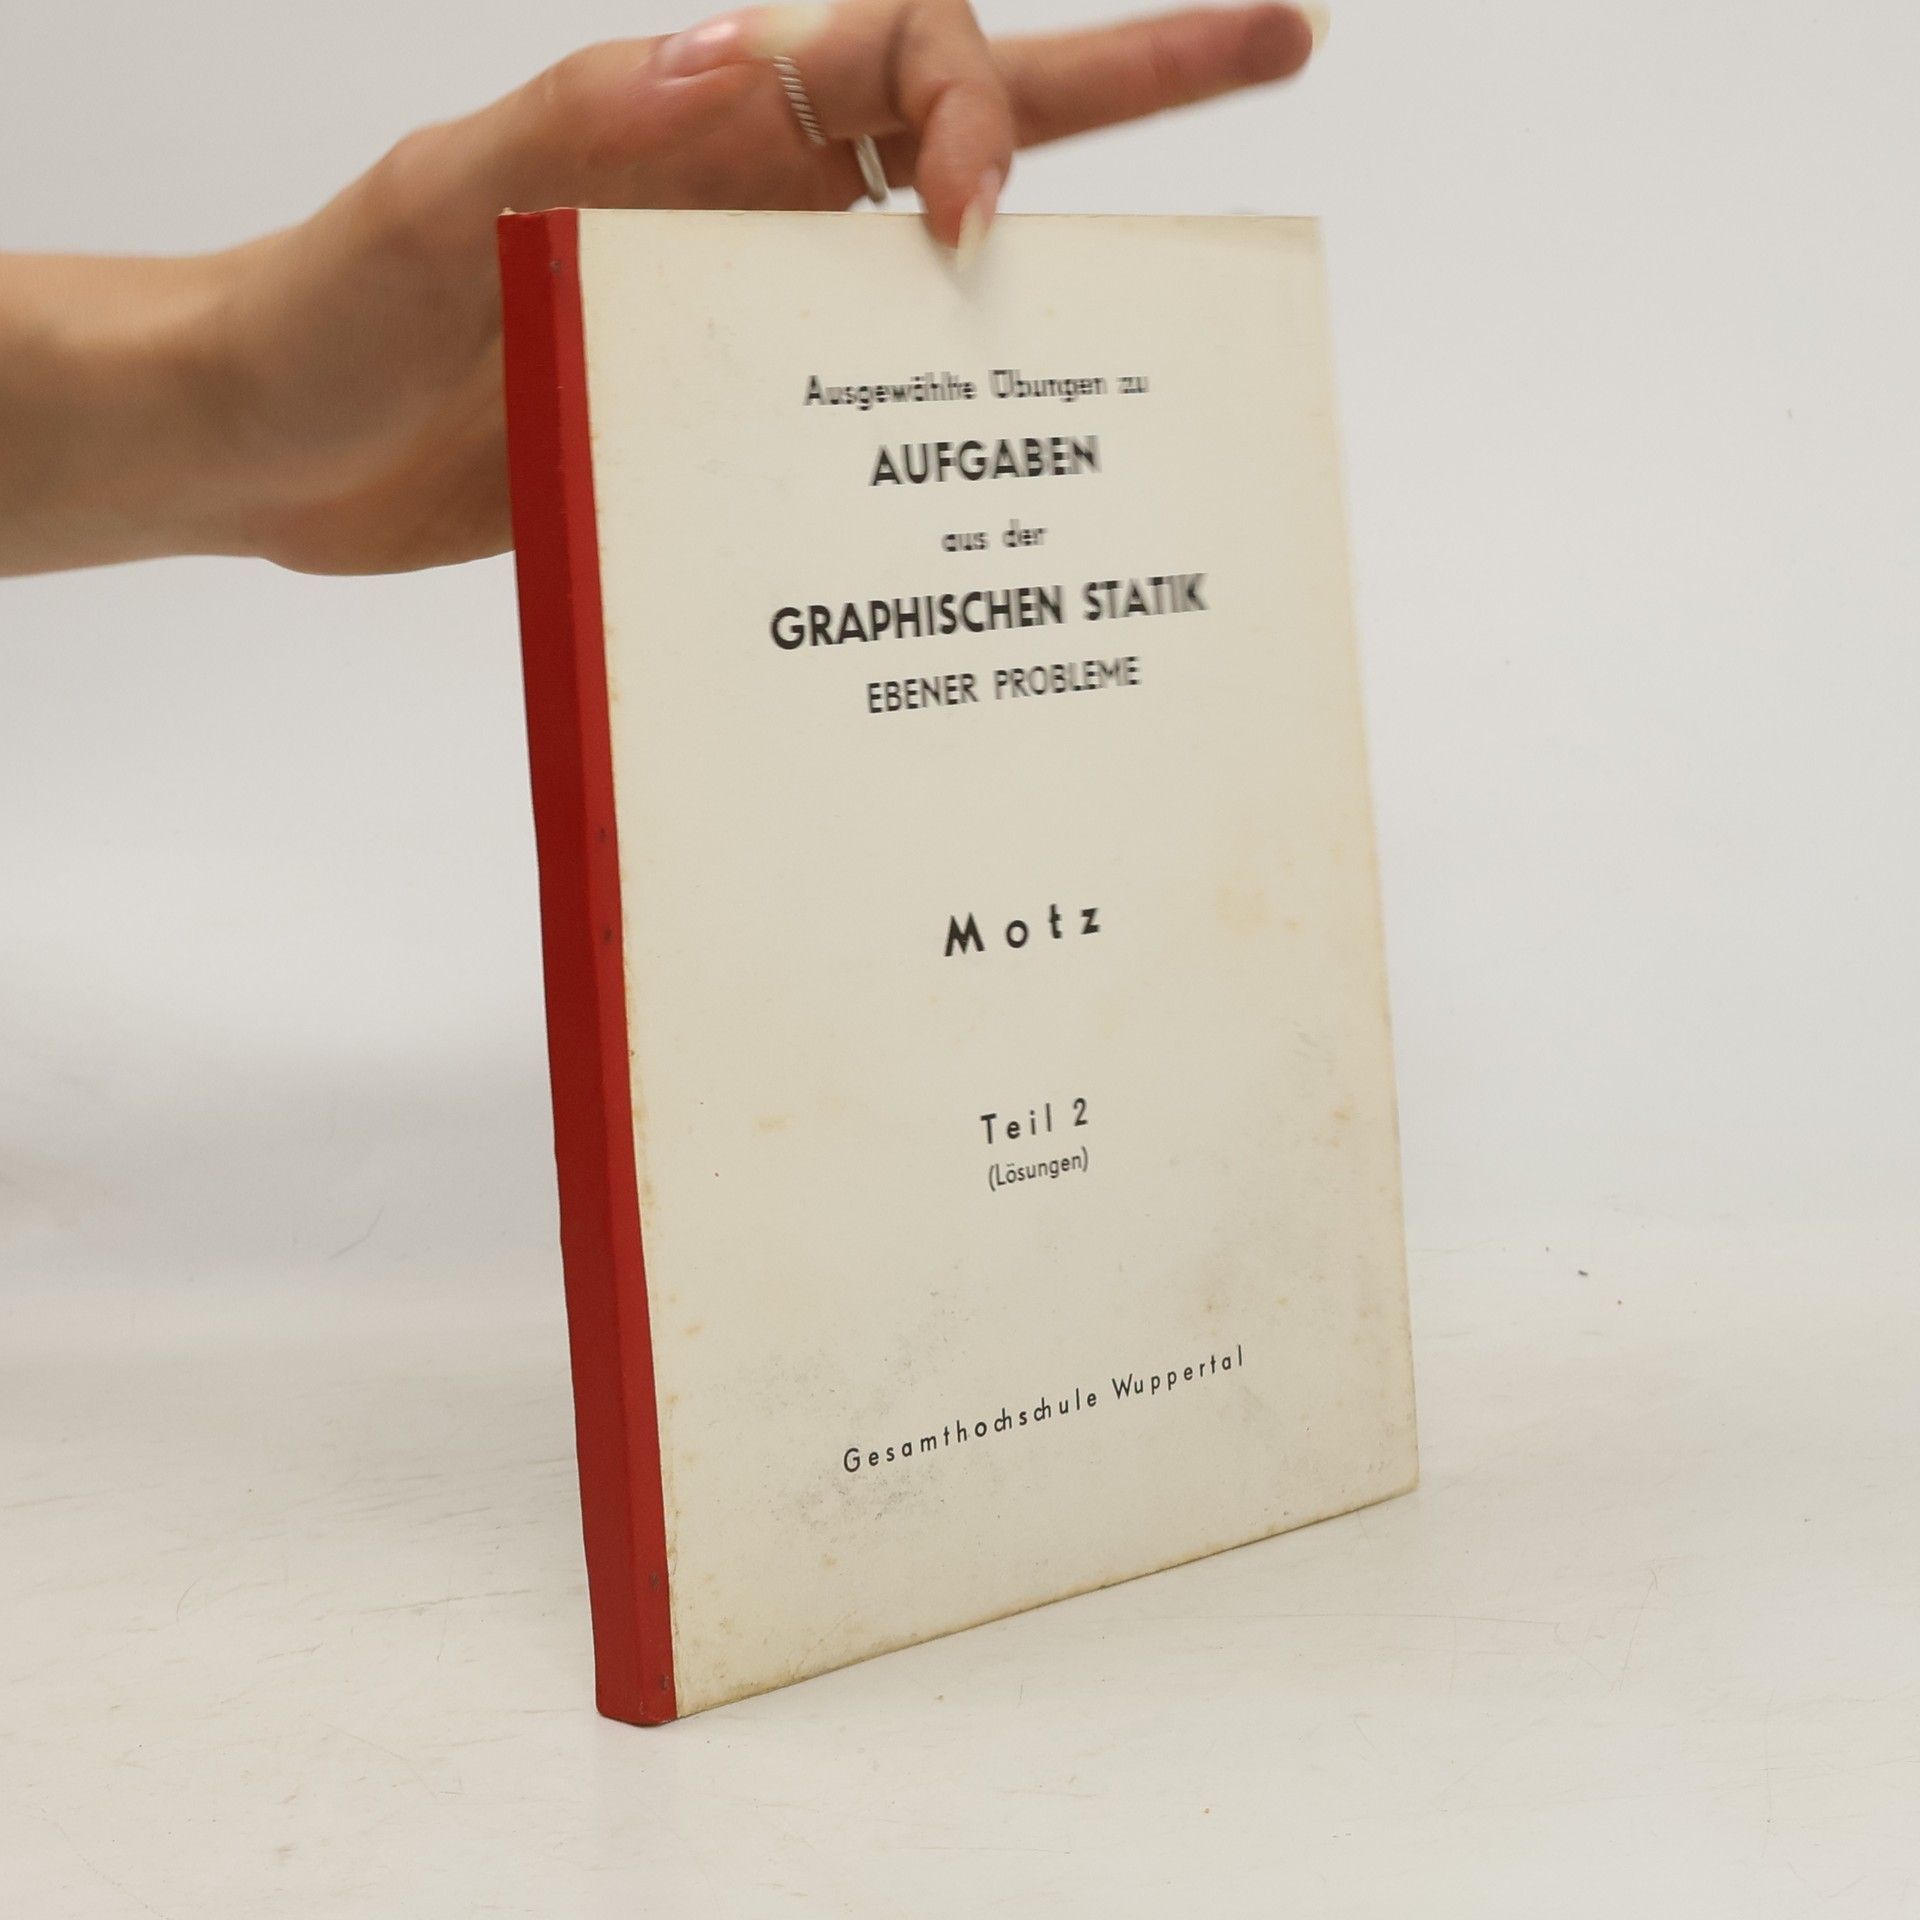 Ausgewählte Übungen zu
AUFGABEN
aus der
GRAPHISCHEN STATIK
EBENER PROBLEME
Motz
Teil 2
(Lösungen)
Gesamthochschule Wuppertal